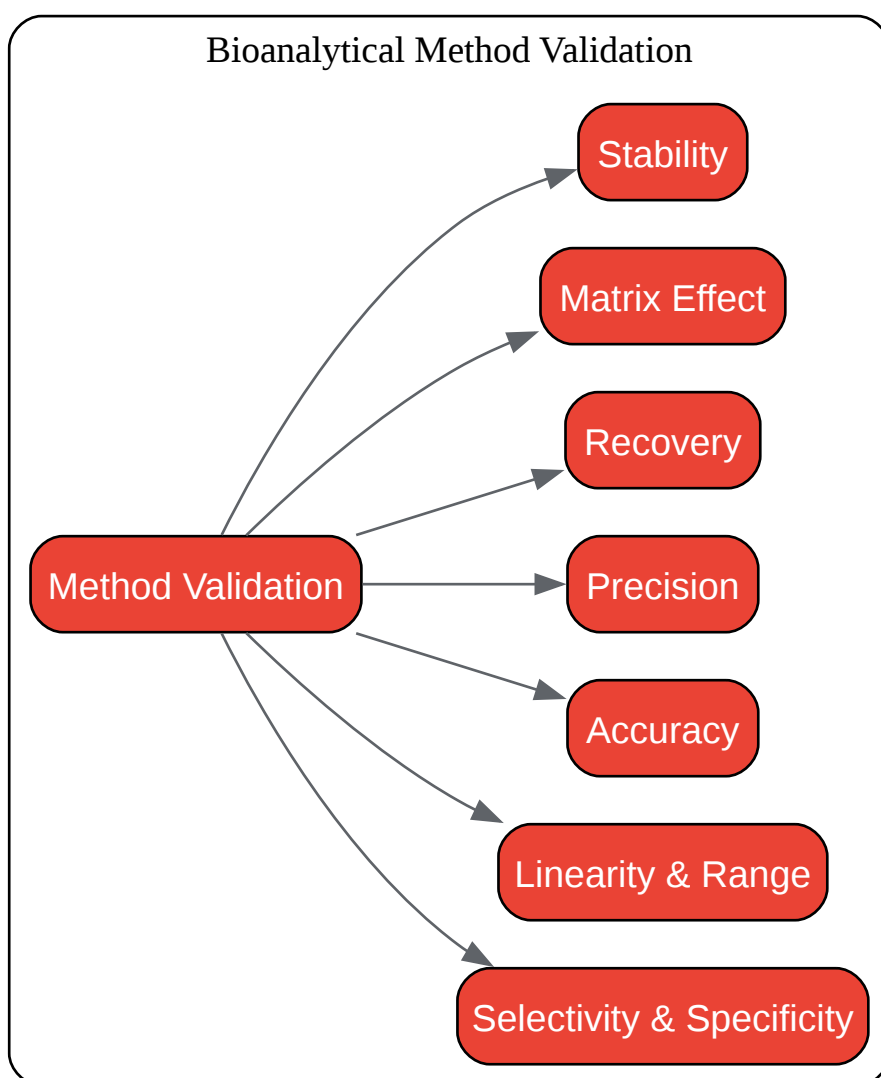 Bioanalytical Method Validation
Stability
Matrix Effect
Recovery
Method Validation
Precision
Accuracy
Linearity & Range
Selectivity & Specificity